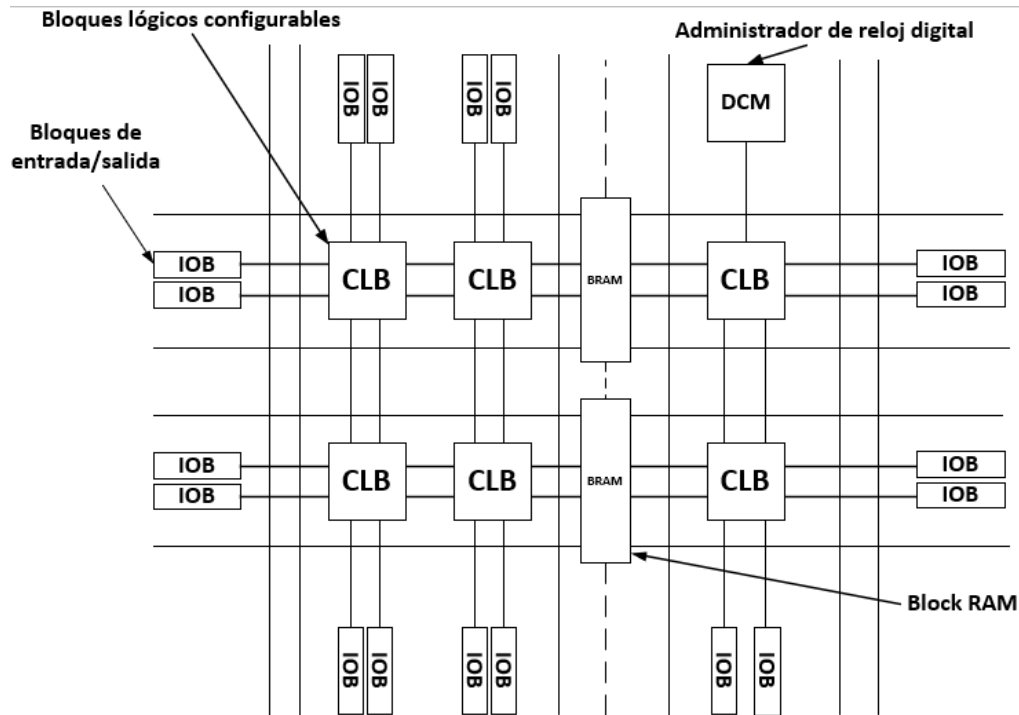 Bloques lógicos configurables
Administrador de reloj digital
IOB
IOB
IOB
IOB
DCM
Bloques de
entrada/salida
IOB
IOB
CLB
CLB
BRAM
CLB
IOB
IOB
IOB
IOB
CLB
CLB
BRAM
CLB
IOB
IOB
Block RAM
IOB
IOB
IOB
IOB
IOB
IOB